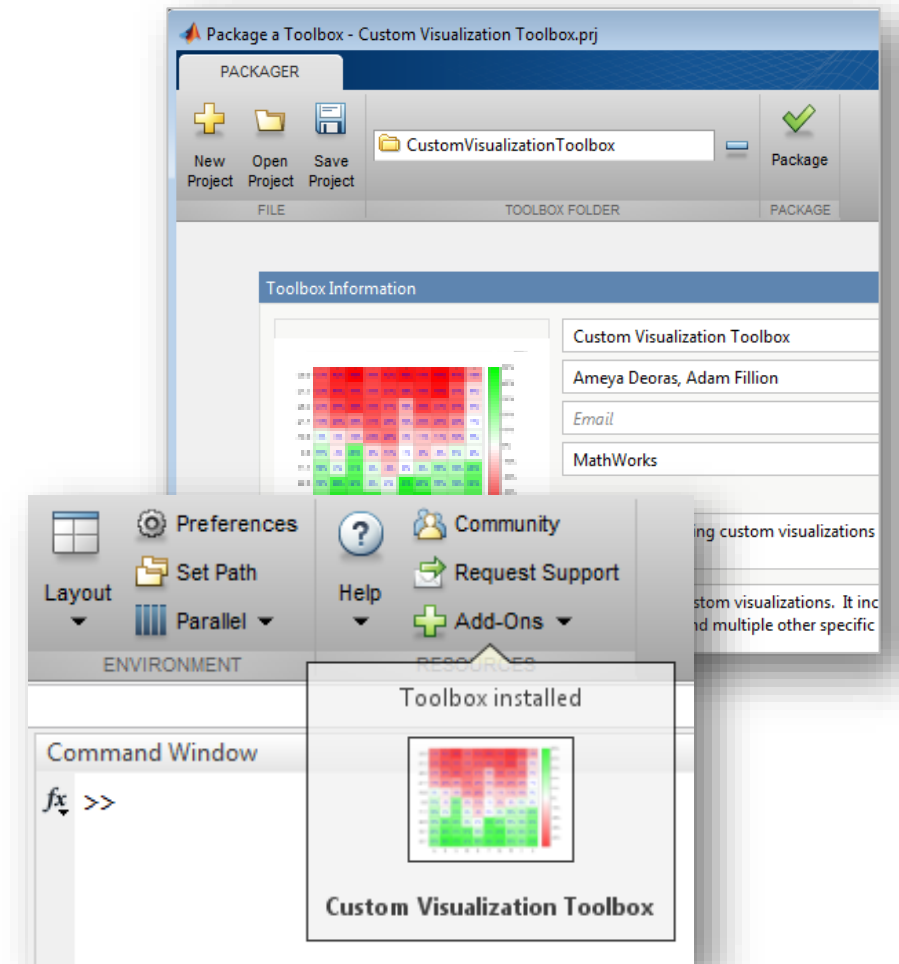 Package a Toolbox - Custom Visualization Toolbox.prj
PACKAGER
New Project
Open Project
Save Project
CustomVisualizationToolbox
Package
FILE
TOOLBOX FOLDER
PACKAGE
Toolbox Information
Custom Visualization Toolbox
Ameya Deoras, Adam Fillion
Email
MathWorks
ing custom visualizations
stom visualizations. It inc
nd multiple other specific
Layout
Preferences
Set Path
Parallel
Help
Community
Request Support
Add-Ons
ENVIRONMENT
RESOURCES
Toolbox installed
Custom Visualization Toolbox
Command Window
fx >>